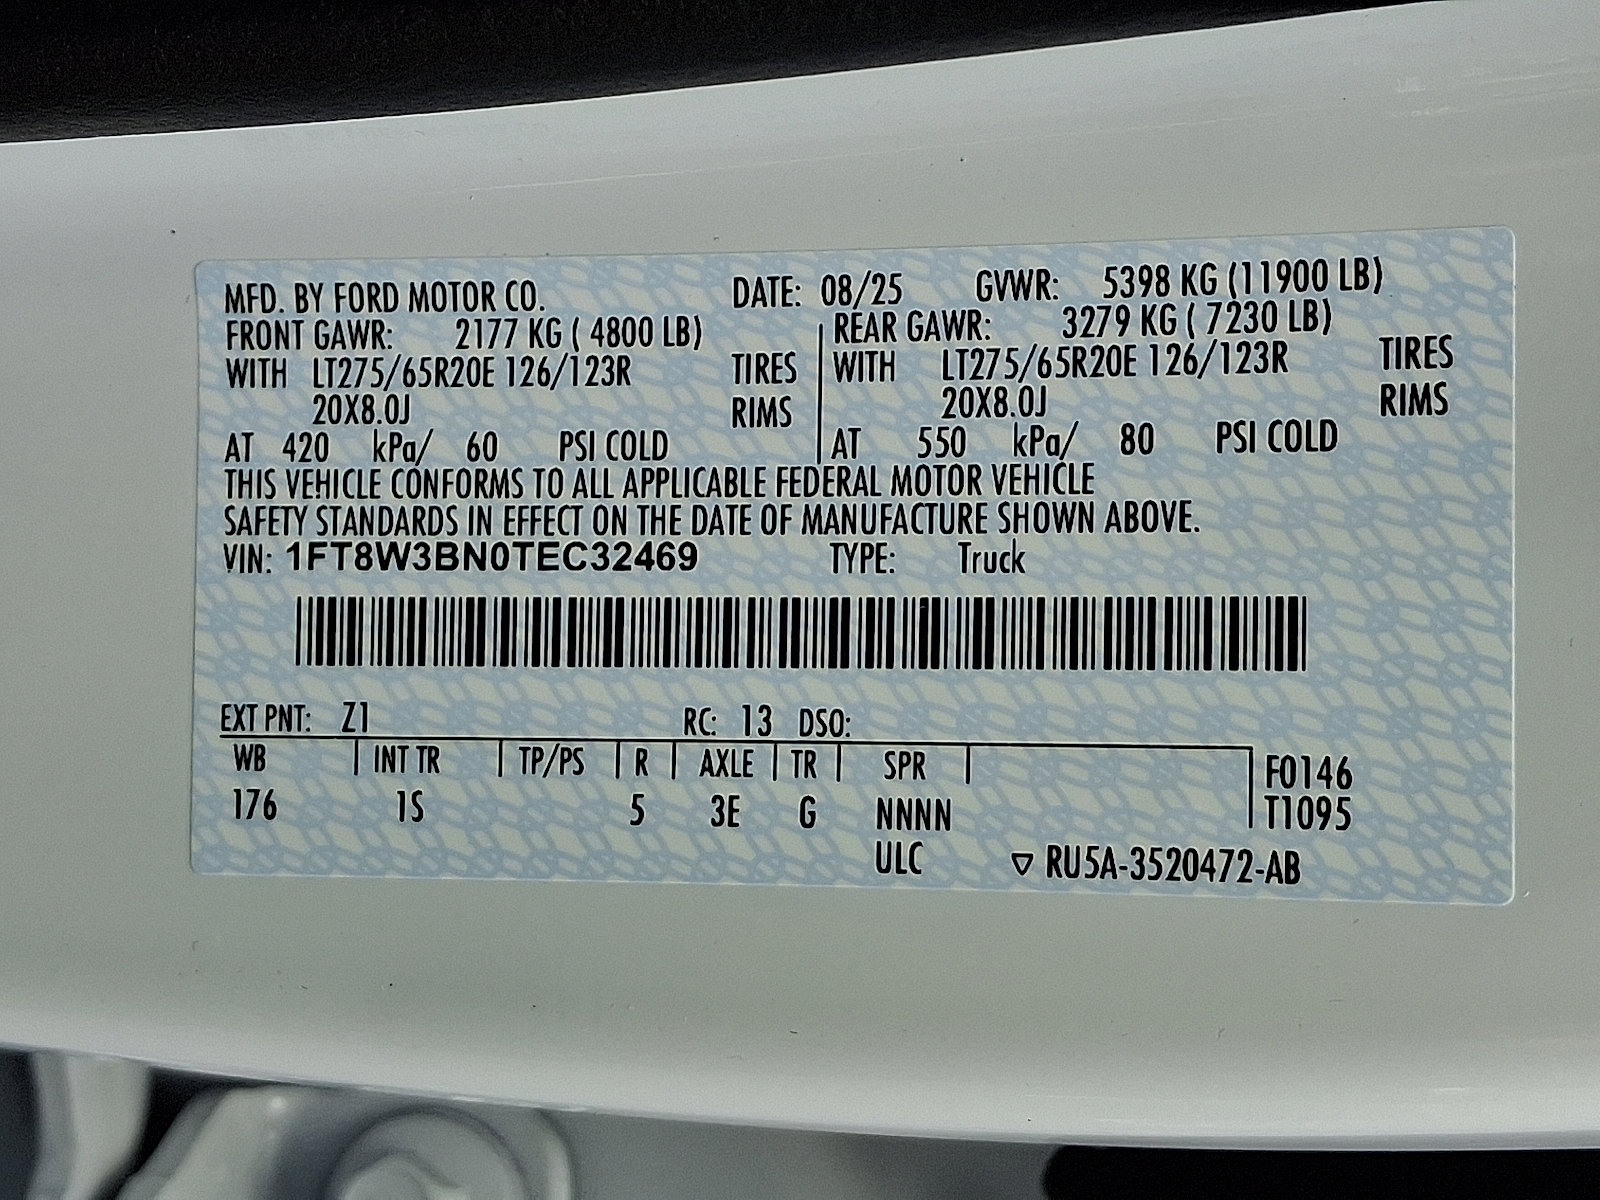 MFD. BY FORD MOTOR CO. DATE: 08/25 GVWR: 5398 KG (11900 LB)
FRONT GAWR: 2177 KG ( 4800 LB) REAR GAWR: 3279 KG ( 7230 LB)
WITH LT275/65R20E 126/123R TIRES WITH LT275/65R20E 126/123R TIRES
20X8.0J RIMS 20X8.0J RIMS
AT 420 kPa/ 60 PSI COLD AT 550 kPa/ 80 PSI COLD
THIS VEHICLE CONFORMS TO ALL APPLICABLE FEDERAL MOTOR VEHICLE
SAFETY STANDARDS IN EFFECT ON THE DATE OF MANUFACTURE SHOWN ABOVE.
VIN: 1FT8W3BN0TEC32469 TYPE: Truck
EXT PNT: Z1 RC: 13 DSO:
WB INT TR TP/PS R AXLE TR SPR F0146
176 1S 5 3E G NNNN T1095
ULC ▽ RU5A-3520472-AB